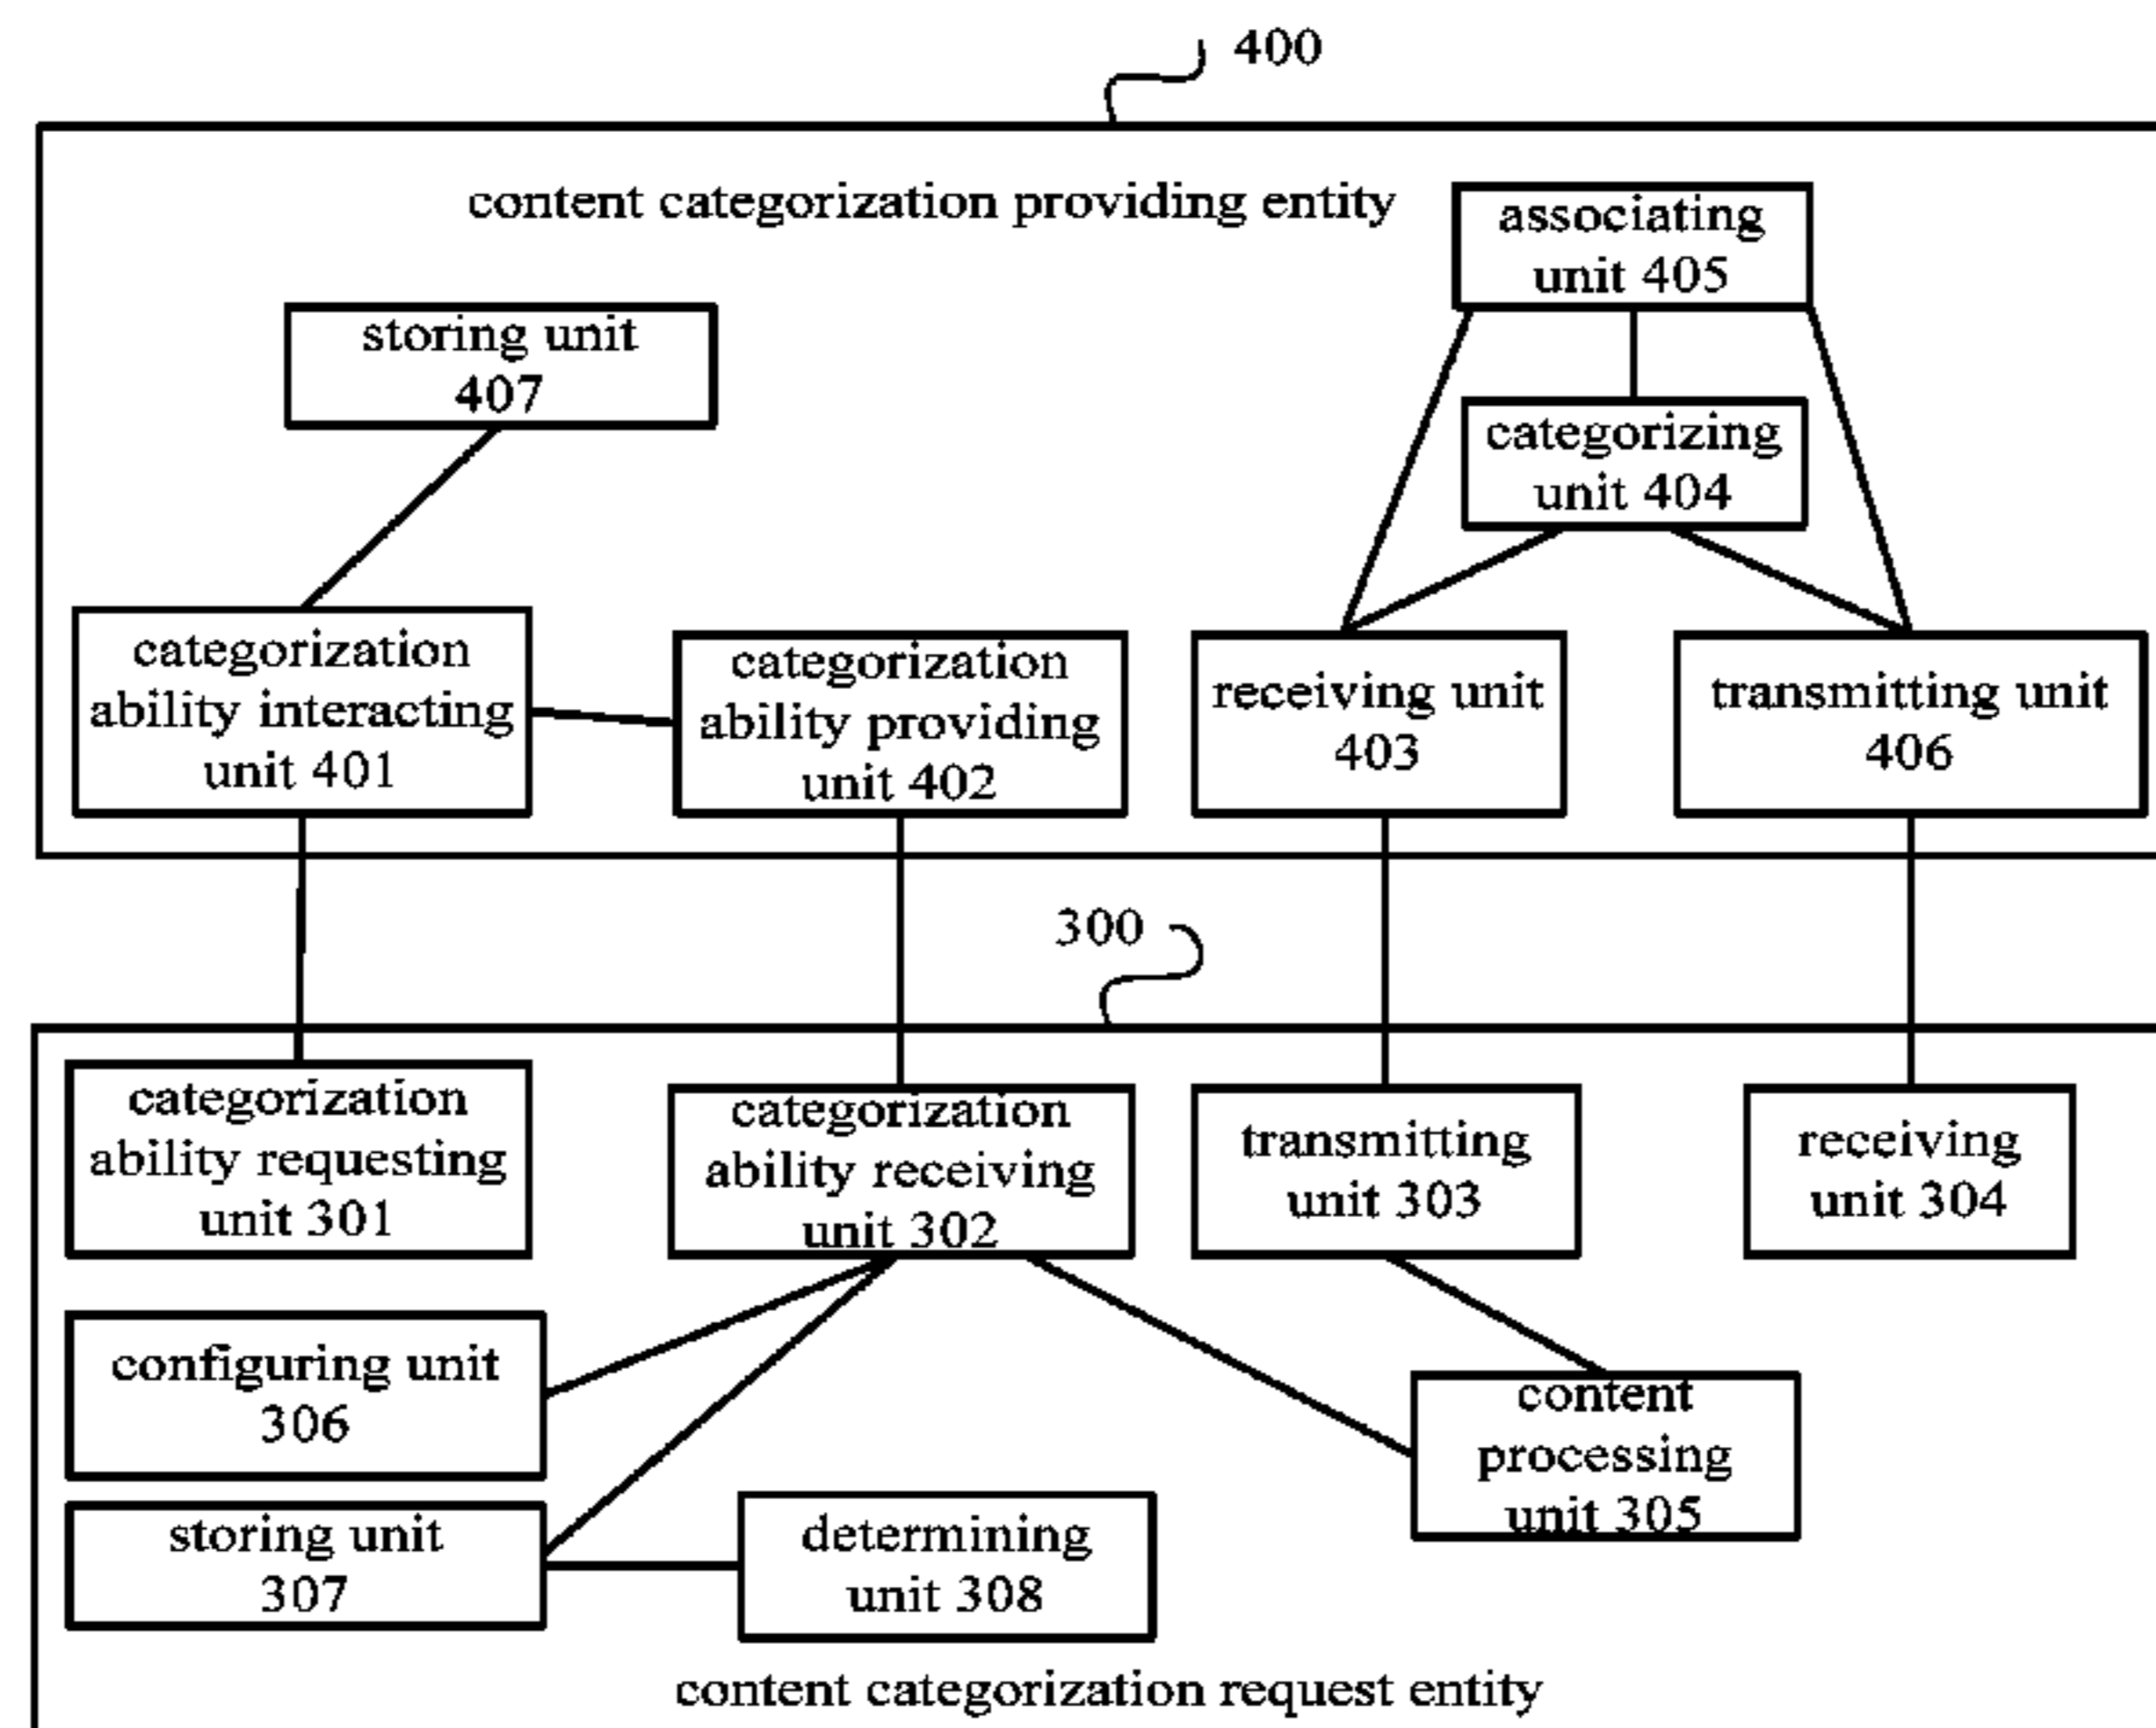 400
content categorization providing entity
associating
unit 405
storing unit
407
categorizing
unit 404
categorization
ability interacting
unit 401
categorization
ability providing
unit 402
receiving unit
403
transmitting unit
406
300
categorization
ability requesting
unit 301
categorization
ability receiving
unit 302
transmitting
unit 303
receiving
unit 304
configuring unit
306
content
processing
unit 305
storing unit
307
determining
unit 308
content categorization request entity